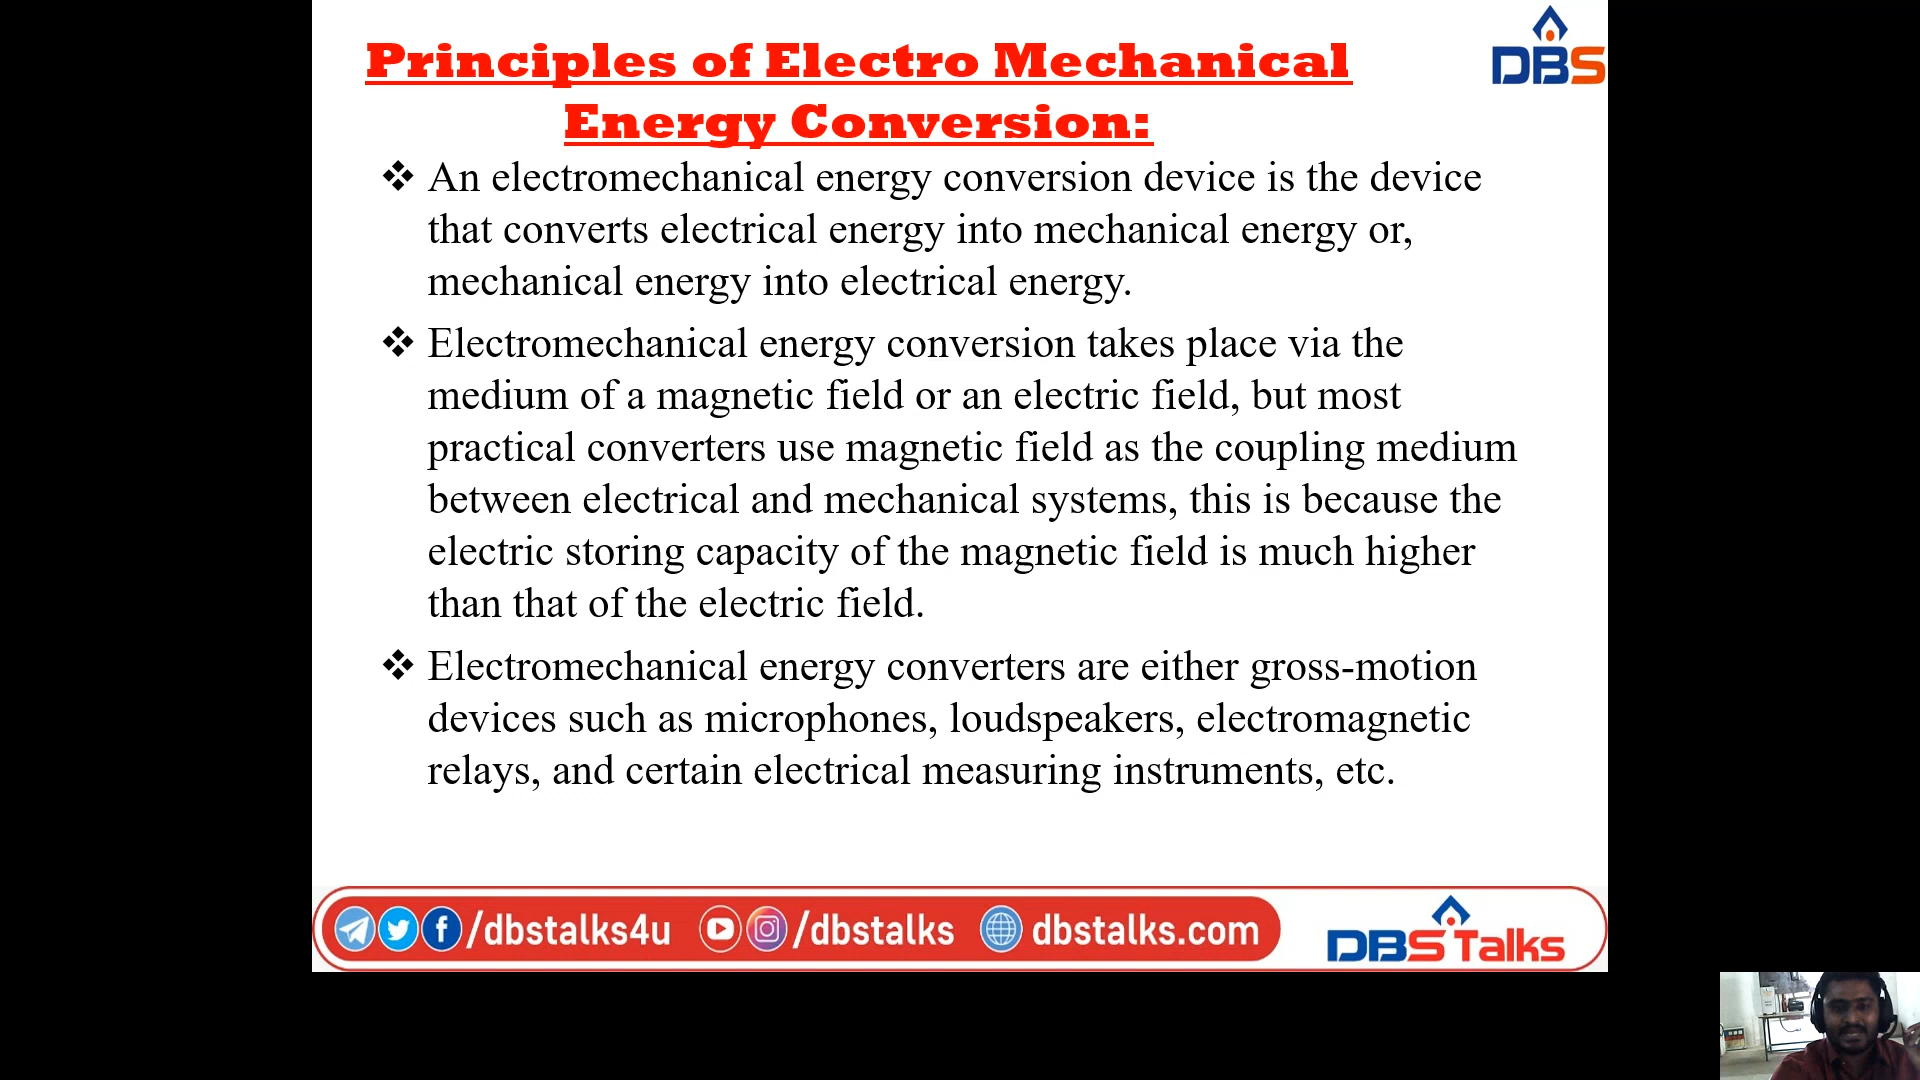 Principles of Electro Mechanical
Energy Conversion:
DBS
❖ An electromechanical energy conversion device is the device
that converts electrical energy into mechanical energy or,
mechanical energy into electrical energy.
❖ Electromechanical energy conversion takes place via the
medium of a magnetic field or an electric field, but most
practical converters use magnetic field as the coupling medium
between electrical and mechanical systems, this is because the
electric storing capacity of the magnetic field is much higher
than that of the electric field.
❖ Electromechanical energy converters are either gross-motion
devices such as microphones, loudspeakers, electromagnetic
relays, and certain electrical measuring instruments, etc.
/dbstalks4u /dbstalks dbstalks.com DBS Talks